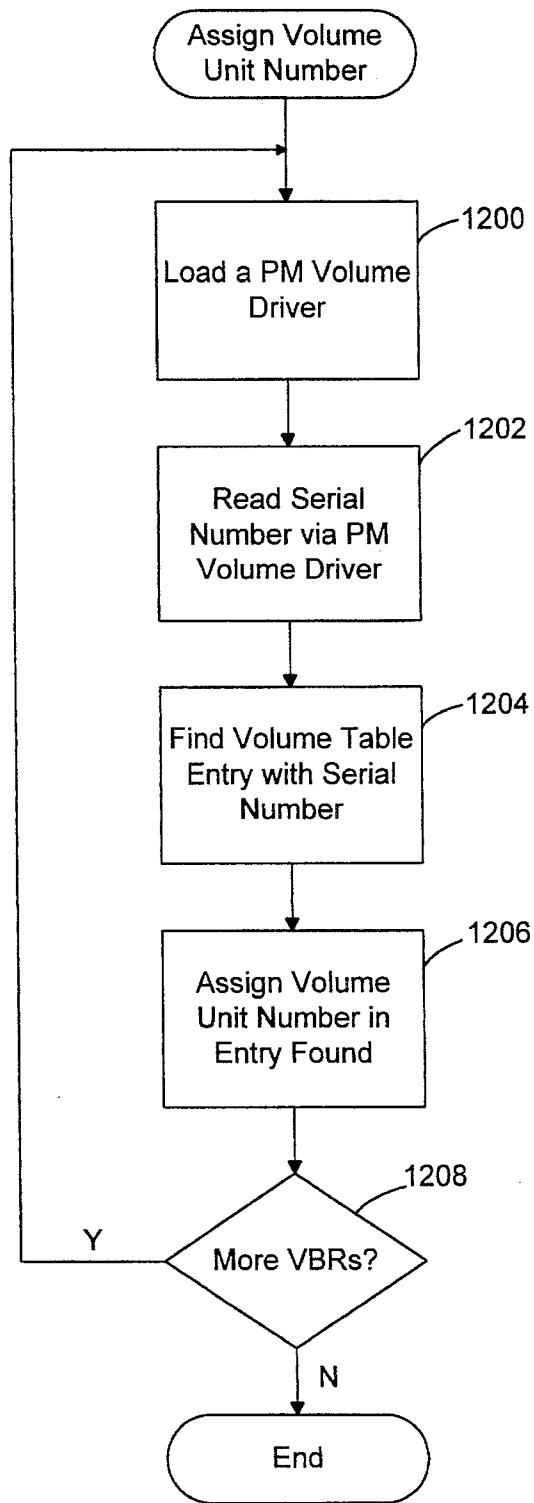 Assign Volume
Unit Number
1200
Load a PM Volume
Driver
1202
Read Serial
Number via PM
Volume Driver
1204
Find Volume Table
Entry with Serial
Number
1206
Assign Volume
Unit Number in
Entry Found
1208
More VBRs?
Y
N
End